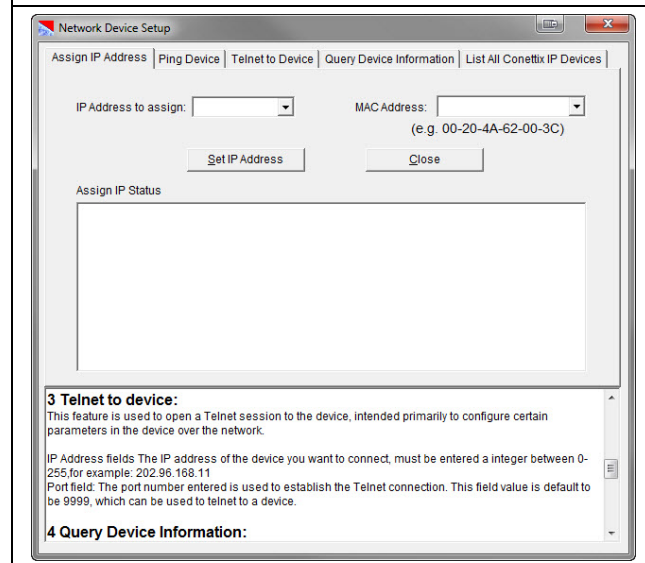 Network Device Setup
Assign IP Address Ping Device Telnet to Device Query Device Information List All Conettix IP Devices
IP Address to assign: MAC Address:
(e.g. 00-20-4A-62-00-3C)
Set IP Address Close
Assign IP Status
3 Telnet to device:
This feature is used to open a Telnet session to the device, intended primarily to configure certain
parameters in the device over the network.
IP Address fields The IP address of the device you want to connect, must be entered a integer between 0-
255,for example: 202.96.168.11
Port field: The port number entered is used to establish the Telnet connection. This field value is default to
be 9999, which can be used to telnet to a device.
4 Query Device Information: